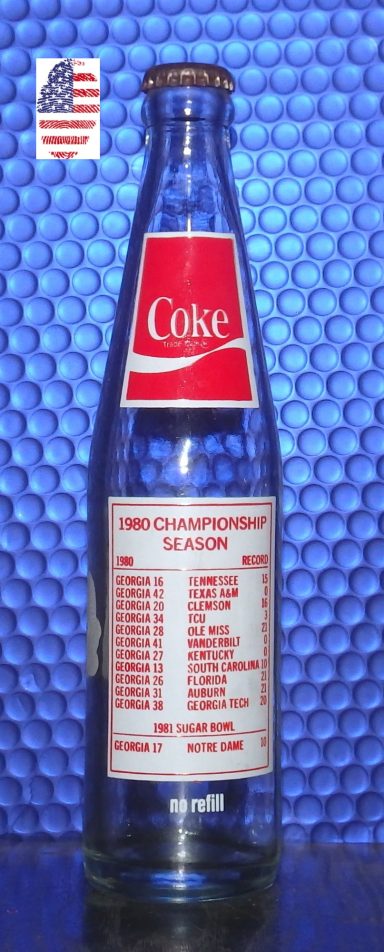 Coke
Trade-mark ®
1980 CHAMPIONSHIP
SEASON
1980 RECORD
GEORGIA 16 TENNESSEE 15
GEORGIA 42 TEXAS A&M 0
GEORGIA 20 CLEMSON 16
GEORGIA 34 TCU 3
GEORGIA 28 OLE MISS 21
GEORGIA 41 VANDERBILT 0
GEORGIA 27 KENTUCKY 0
GEORGIA 13 SOUTH CAROLINA 10
GEORGIA 26 FLORIDA 21
GEORGIA 31 AUBURN 21
GEORGIA 38 GEORGIA TECH 20
1981 SUGAR BOWL
GEORGIA 17 NOTRE DAME 10
no refill